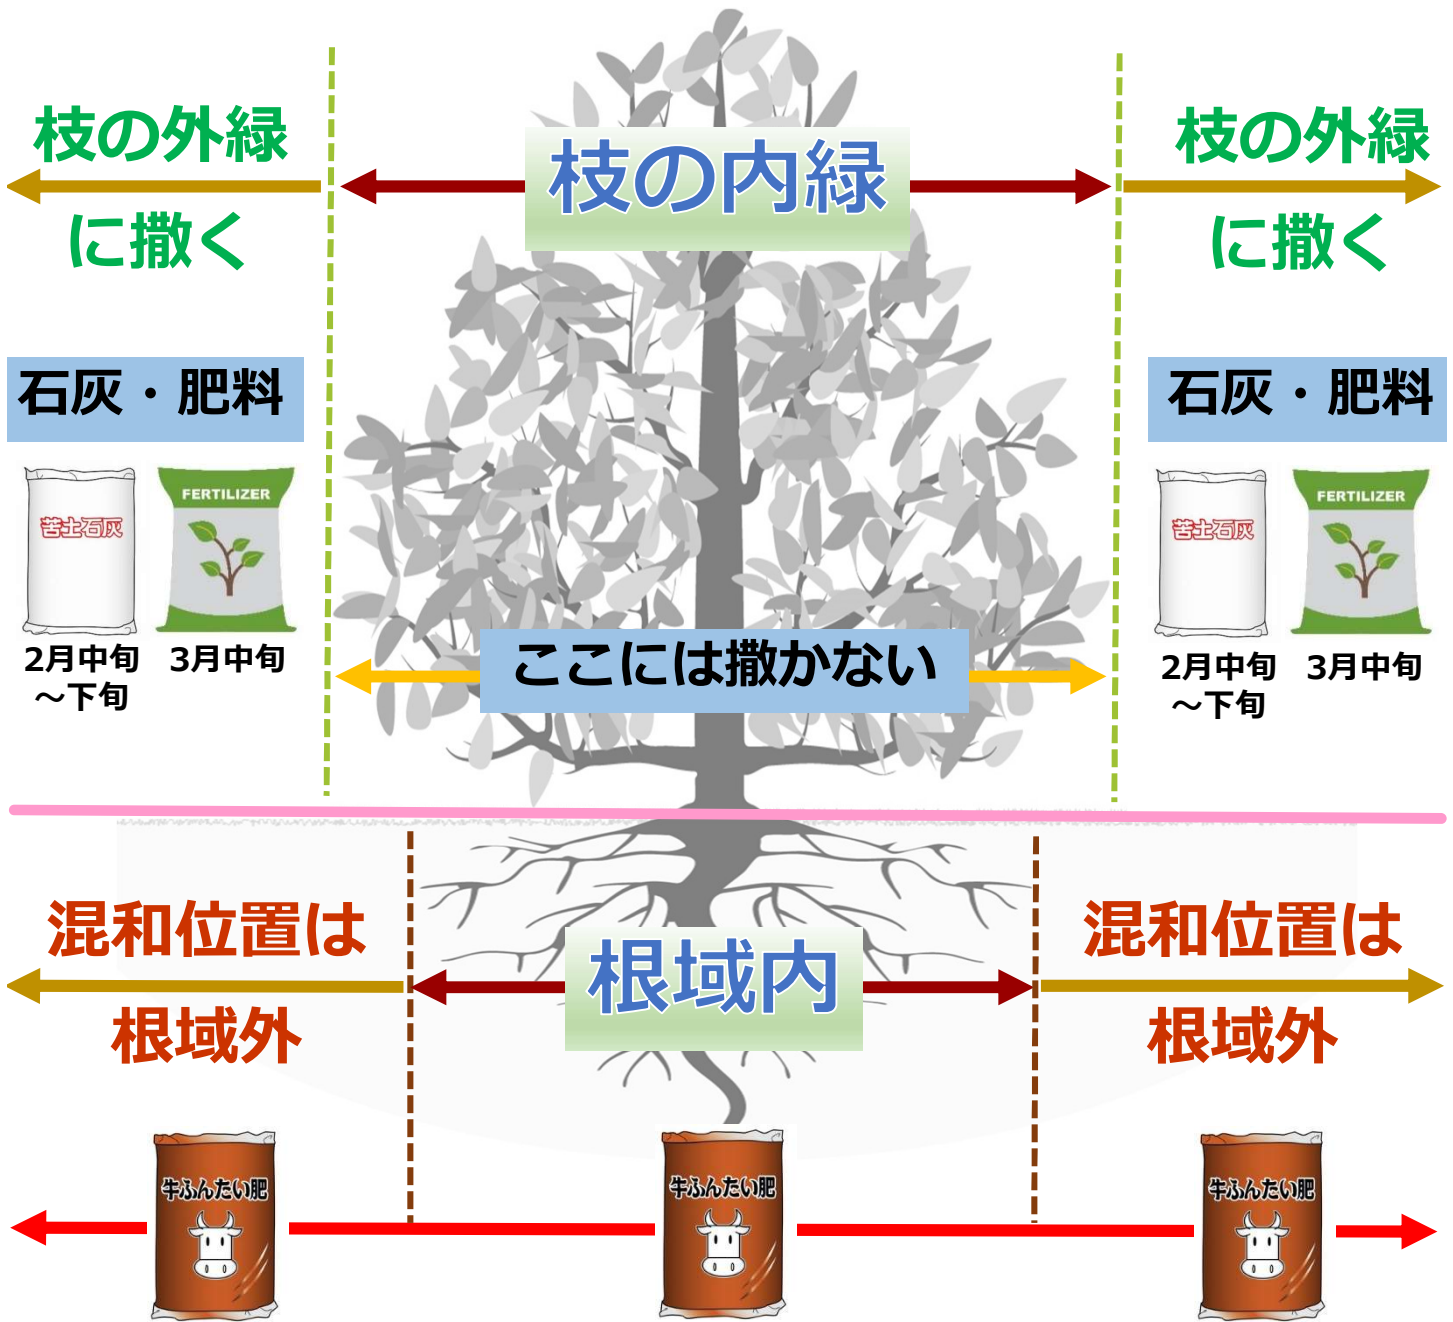 枝の外緑
に撒く
枝の内緑
枝の外緑
に撒く
石灰・肥料
石灰・肥料
苦土石灰
FERTILIZER
苦土石灰
FERTILIZER
2月中旬
～下旬
3月中旬
ここには撒かない
2月中旬
～下旬
3月中旬
混和位置は
根域外
根域内
混和位置は
根域外
牛ふんたい肥
牛ふんたい肥
牛ふんたい肥